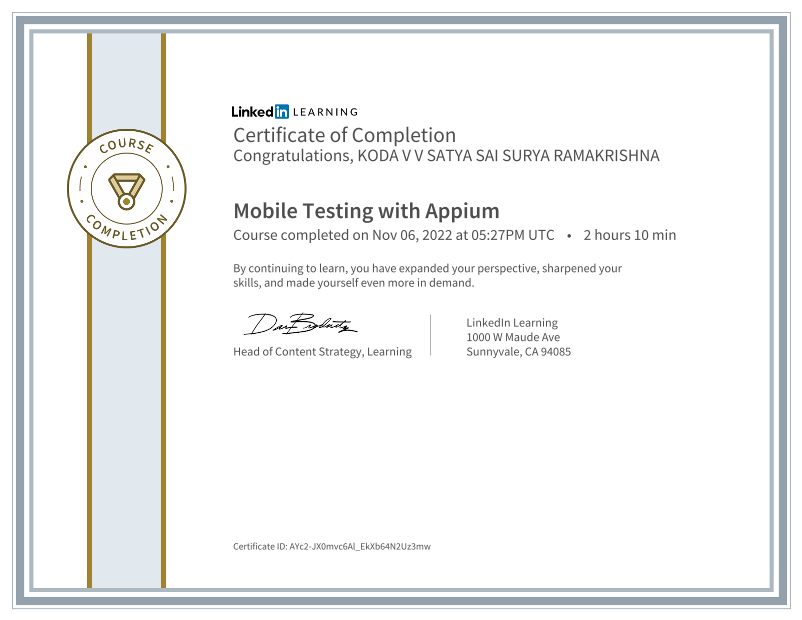 COURSE
COMPLETION
Linked in LEARNING
Certificate of Completion
Congratulations, KODA V V SATYA SAI SURYA RAMAKRISHNA
Mobile Testing with Appium
Course completed on Nov 06, 2022 at 05:27PM UTC • 2 hours 10 min
By continuing to learn, you have expanded your perspective, sharpened your
skills, and made yourself even more in demand.
Head of Content Strategy, Learning
LinkedIn Learning
1000 W Maude Ave
Sunnyvale, CA 94085
Certificate ID: AYc2-JX0mvc6Al_EkXb64N2Uz3mw